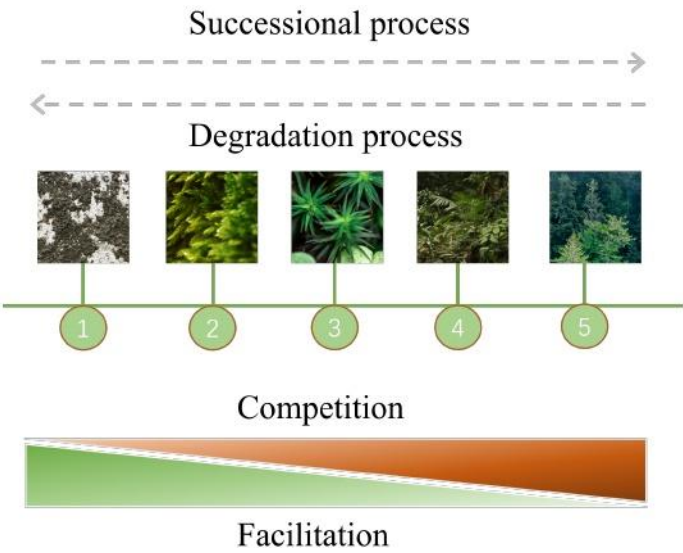 Successional process
Degradation process
1 2 3 4 5
Competition
Facilitation